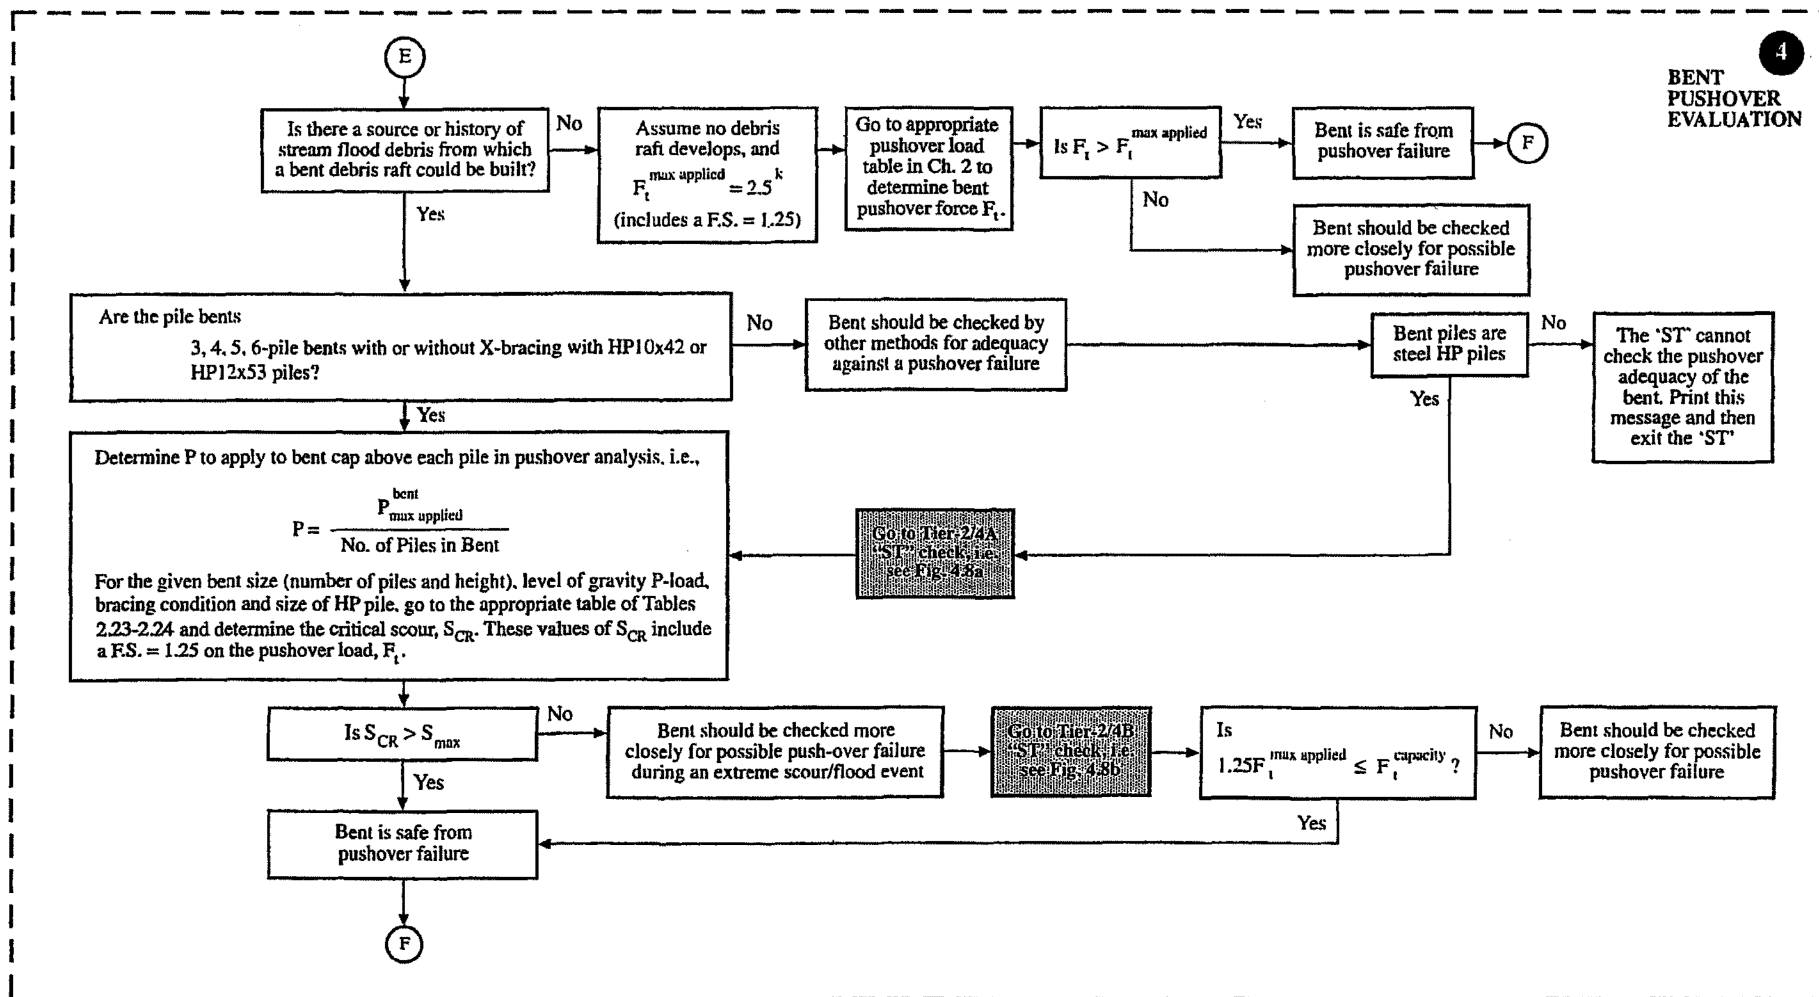 4
BENT
PUSHOVER
EVALUATION
E
Is there a source or history of
stream flood debris from which
a bent debris raft could be built?
No
Yes
Assume no debris
raft develops, and
F_t^max applied = 2.5^k
(includes a F.S. = 1.25)
Go to appropriate
pushover load
table in Ch. 2 to
determine bent
pushover force F_t.
Is F_t > F_t^max applied
Yes
No
Bent is safe from
pushover failure
F
Bent should be checked
more closely for possible
pushover failure
Are the pile bents
3, 4, 5, 6-pile bents with or without X-bracing with HP10x42 or
HP12x53 piles?
No
Yes
Bent should be checked by
other methods for adequacy
against a pushover failure
Bent piles are
steel HP piles
No
Yes
The 'ST' cannot
check the pushover
adequacy of the
bent. Print this
message and then
exit the 'ST'
Determine P to apply to bent cap above each pile in pushover analysis, i.e.,
P = P_max applied^bent
No. of Piles in Bent
For the given bent size (number of piles and height), level of gravity P-load,
bracing condition and size of HP pile, go to the appropriate table of Tables
2.23-2.24 and determine the critical scour, S_CR. These values of S_CR include
a F.S. = 1.25 on the pushover load, F_t.
Go to Tier-2/4A
"ST" check, i.e.
see Fig. 4.8a
Is S_CR > S_max
No
Yes
Bent should be checked more
closely for possible push-over failure
during an extreme scour/flood event
Go to Tier-2/4B
"ST" check, i.e.
see Fig. 4.8b
Is
1.25F_t^max applied ≤ F_t^capacity ?
No
Yes
Bent should be checked
more closely for possible
pushover failure
Bent is safe from
pushover failure
F